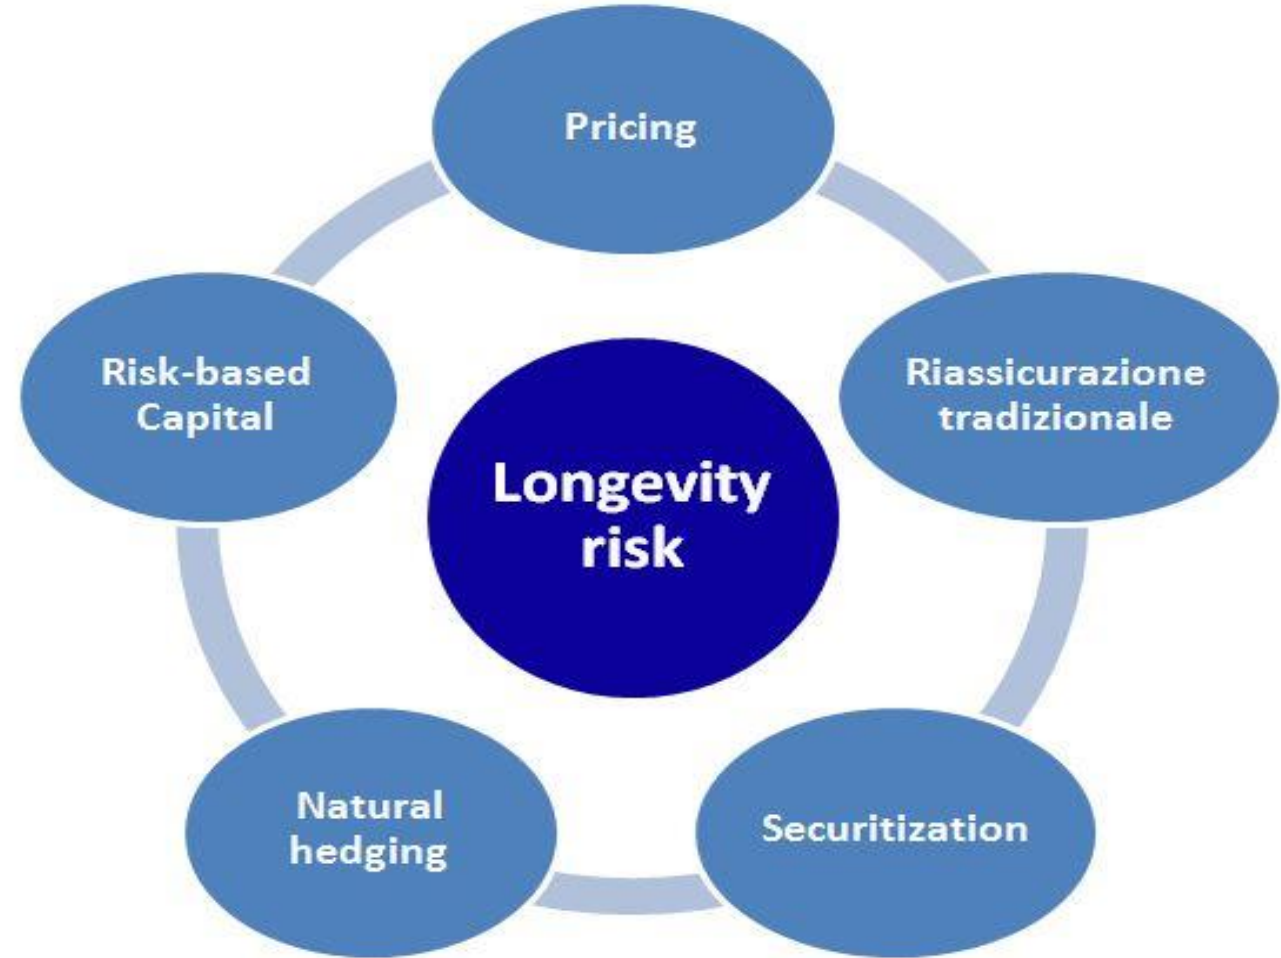 Pricing
Risk-based
Capital
Riassicurazione
tradizionale
Longevity
risk
Natural
hedging
Securitization